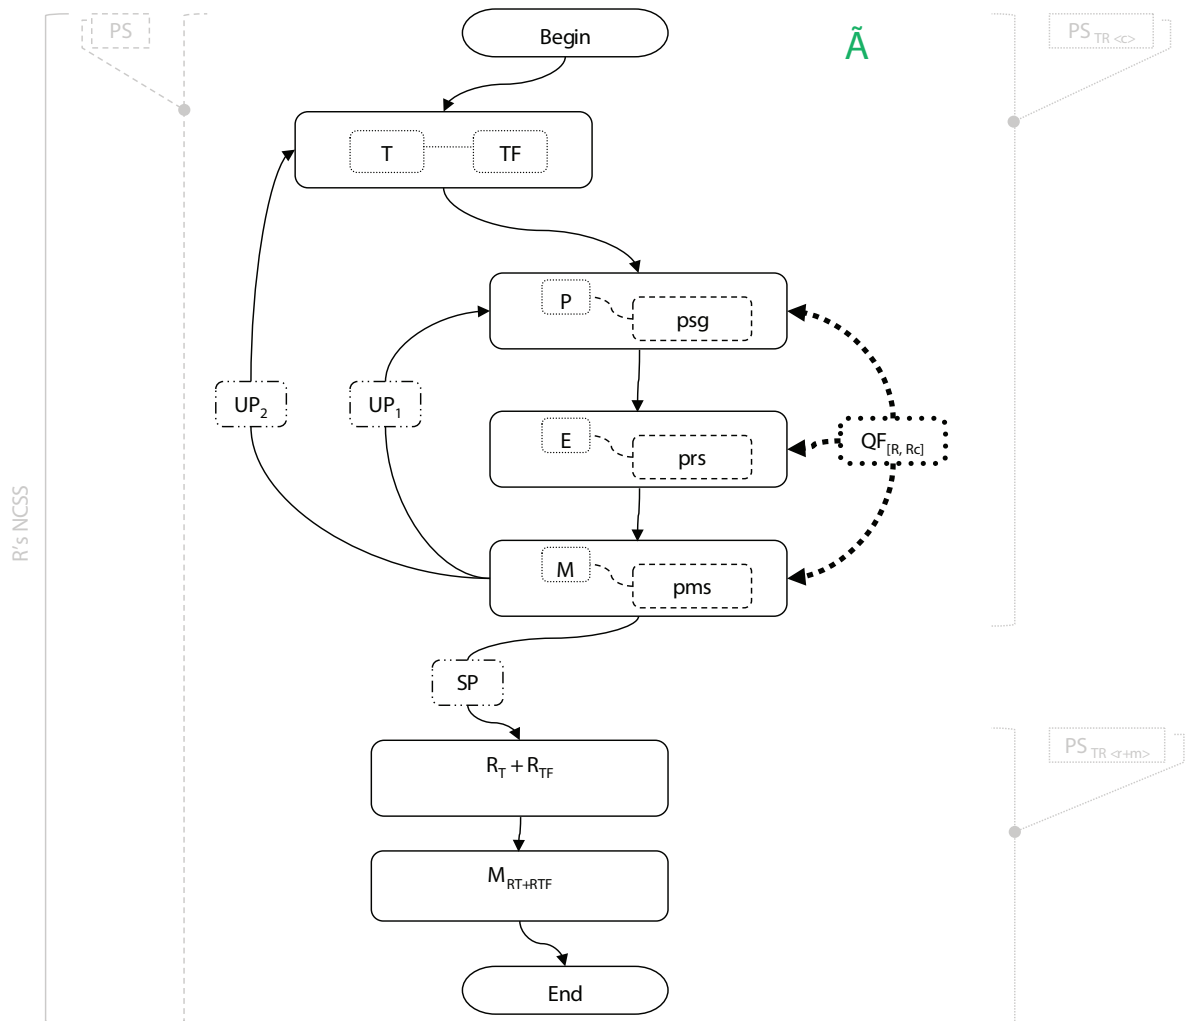 PS
Begin
Ã
PS TR <c>
T
TF
P
psg
UP2
UP1
E
prs
QF[R, Rc]
R's NCSS
M
pms
SP
RT + RTF
PS TR <r+m>
MRT+RTF
End